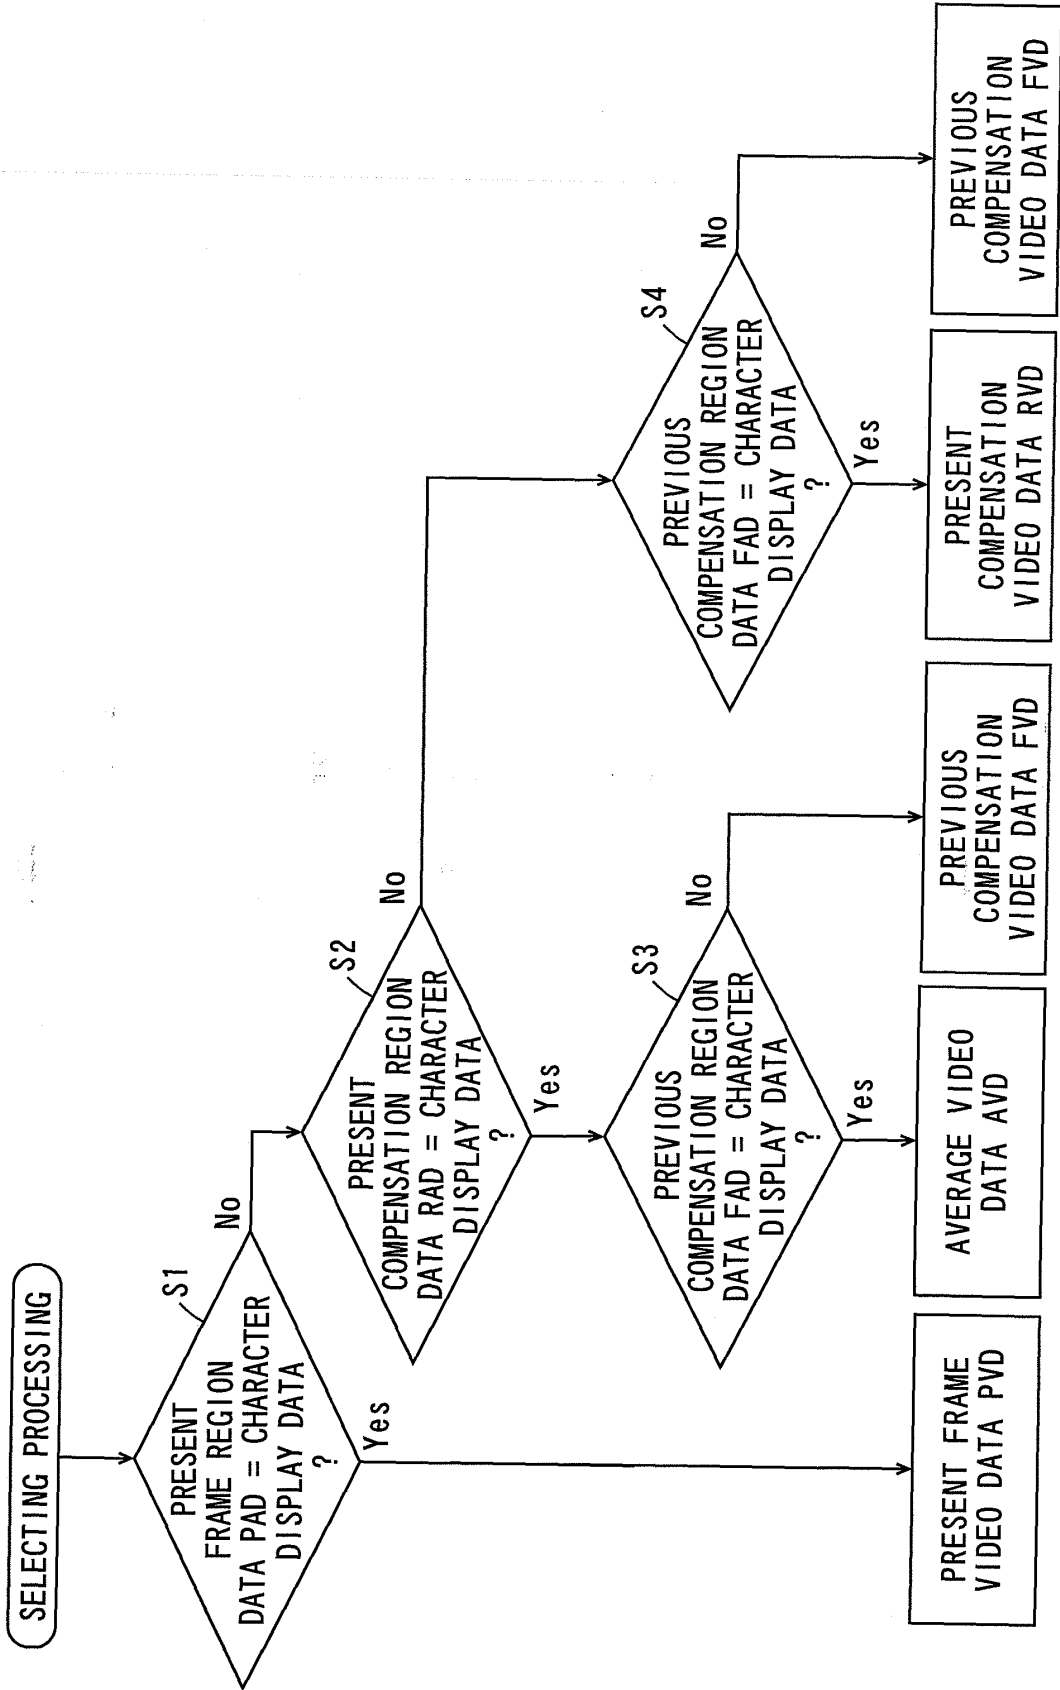 SELECTING PROCESSING
S1
PRESENT
FRAME REGION
DATA PAD = CHARACTER
DISPLAY DATA
?
No
Yes
S2
PRESENT
COMPENSATION REGION
DATA RAD = CHARACTER
DISPLAY DATA
?
No
Yes
S3
PREVIOUS
COMPENSATION REGION
DATA FAD = CHARACTER
DISPLAY DATA
?
No
Yes
S4
PREVIOUS
COMPENSATION REGION
DATA FAD = CHARACTER
DISPLAY DATA
?
No
Yes
PRESENT FRAME
VIDEO DATA PVD
AVERAGE VIDEO
DATA AVD
PREVIOUS
COMPENSATION
VIDEO DATA FVD
PRESENT
COMPENSATION
VIDEO DATA RVD
PREVIOUS
COMPENSATION
VIDEO DATA FVD